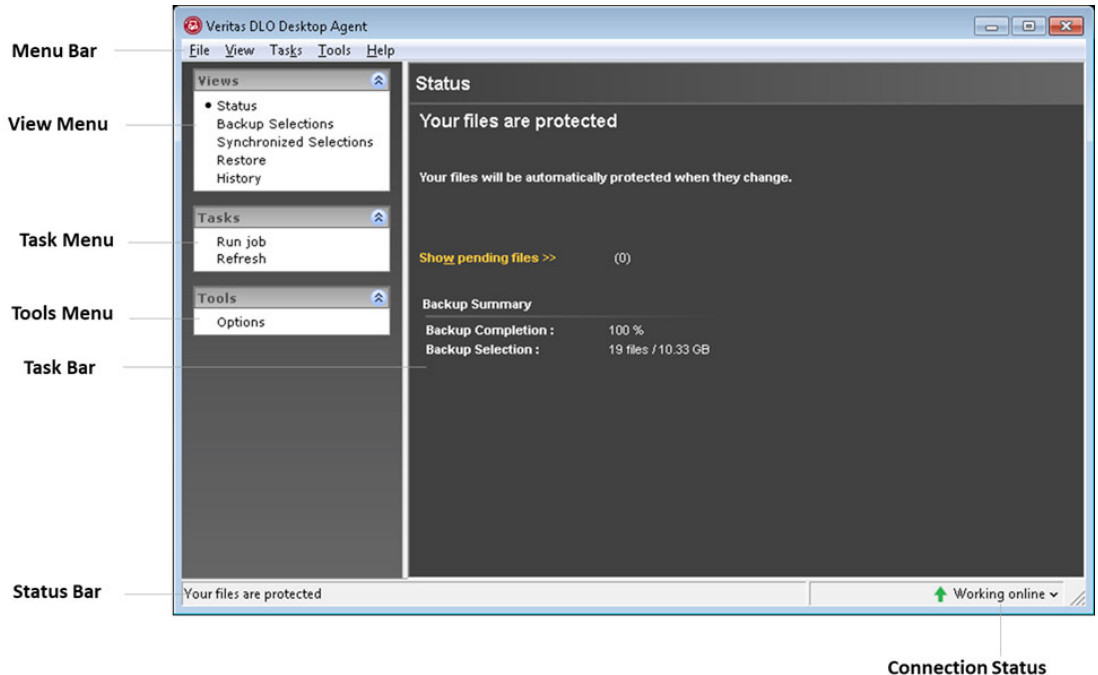 Veritas DLO Desktop Agent
Menu Bar
File View Tasks Tools Help
Views
Status
View Menu
Backup Selections
Synchronized Selections
Restore
History
Tasks
Task Menu
Run job
Refresh
Tools
Tools Menu
Options
Task Bar
Status
Your files are protected
Your files will be automatically protected when they change.
Show pending files >> (0)
Backup Summary
Backup Completion : 100 %
Backup Selection : 19 files / 10.33 GB
Status Bar
Your files are protected
Working online
Connection Status